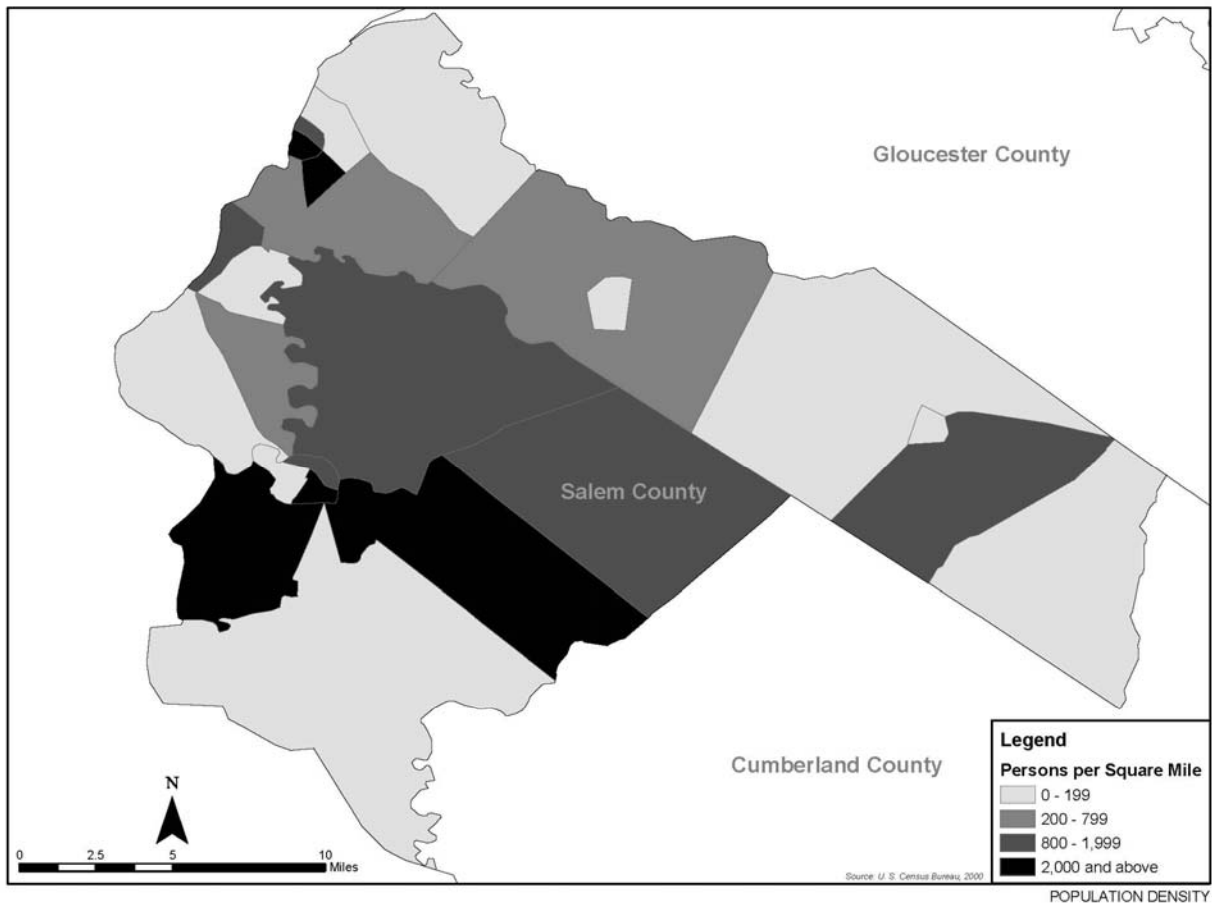 Gloucester County
Salem County
Cumberland County
N
0 2.5 5 10
Miles
Legend
Persons per Square Mile
0 - 199
200 - 799
800 - 1,999
2,000 and above
Source: U. S. Census Bureau, 2000
POPULATION DENSITY